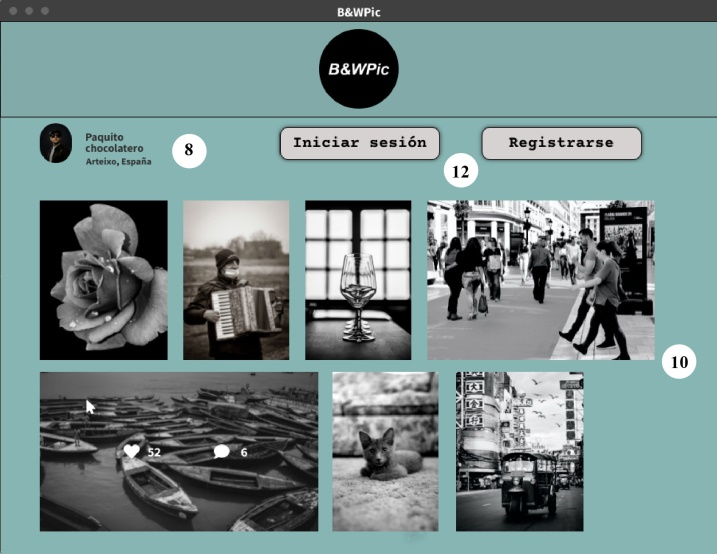 B&WPic
B&WPic
Paquito
chocolatero
Arteixo, España
8
Iniciar sesión
Registrarse
12
10
52
6